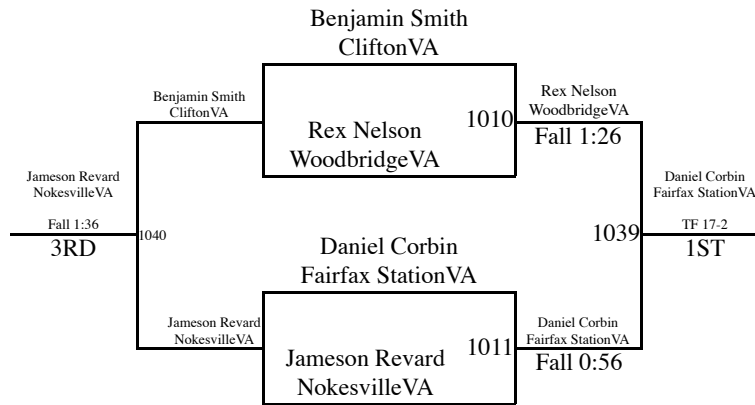 Benjamin Smith
CliftonVA
Benjamin Smith
CliftonVA
Rex Nelson
WoodbridgeVA
1010
Rex Nelson
WoodbridgeVA
Fall 1:26
Jameson Revard
NokesvilleVA
Fall 1:36
3RD
1040
Daniel Corbin
Fairfax StationVA
TF 17-2
1ST
1039
Daniel Corbin
Fairfax StationVA
Jameson Revard
NokesvilleVA
Jameson Revard
NokesvilleVA
1011
Daniel Corbin
Fairfax StationVA
Fall 0:56